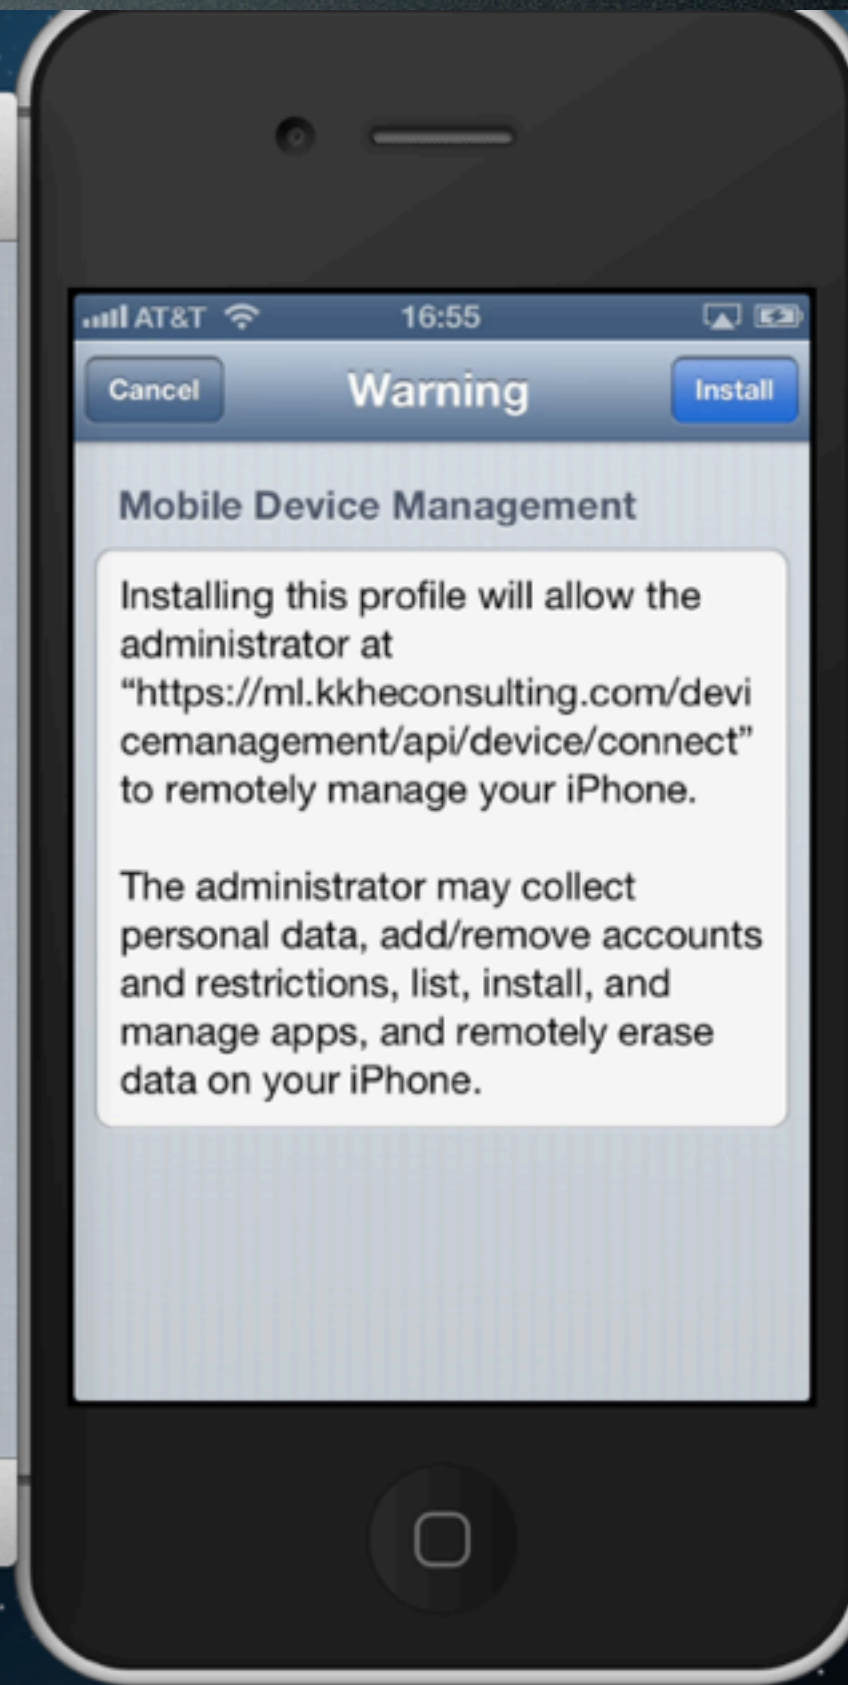 AT&T 16:55
Cancel Warning Install
Mobile Device Management
Installing this profile will allow the
administrator at
“https://ml.kkheconsulting.com/devi
cemanagement/api/device/connect”
to remotely manage your iPhone.
The administrator may collect
personal data, add/remove accounts
and restrictions, list, install, and
manage apps, and remotely erase
data on your iPhone.